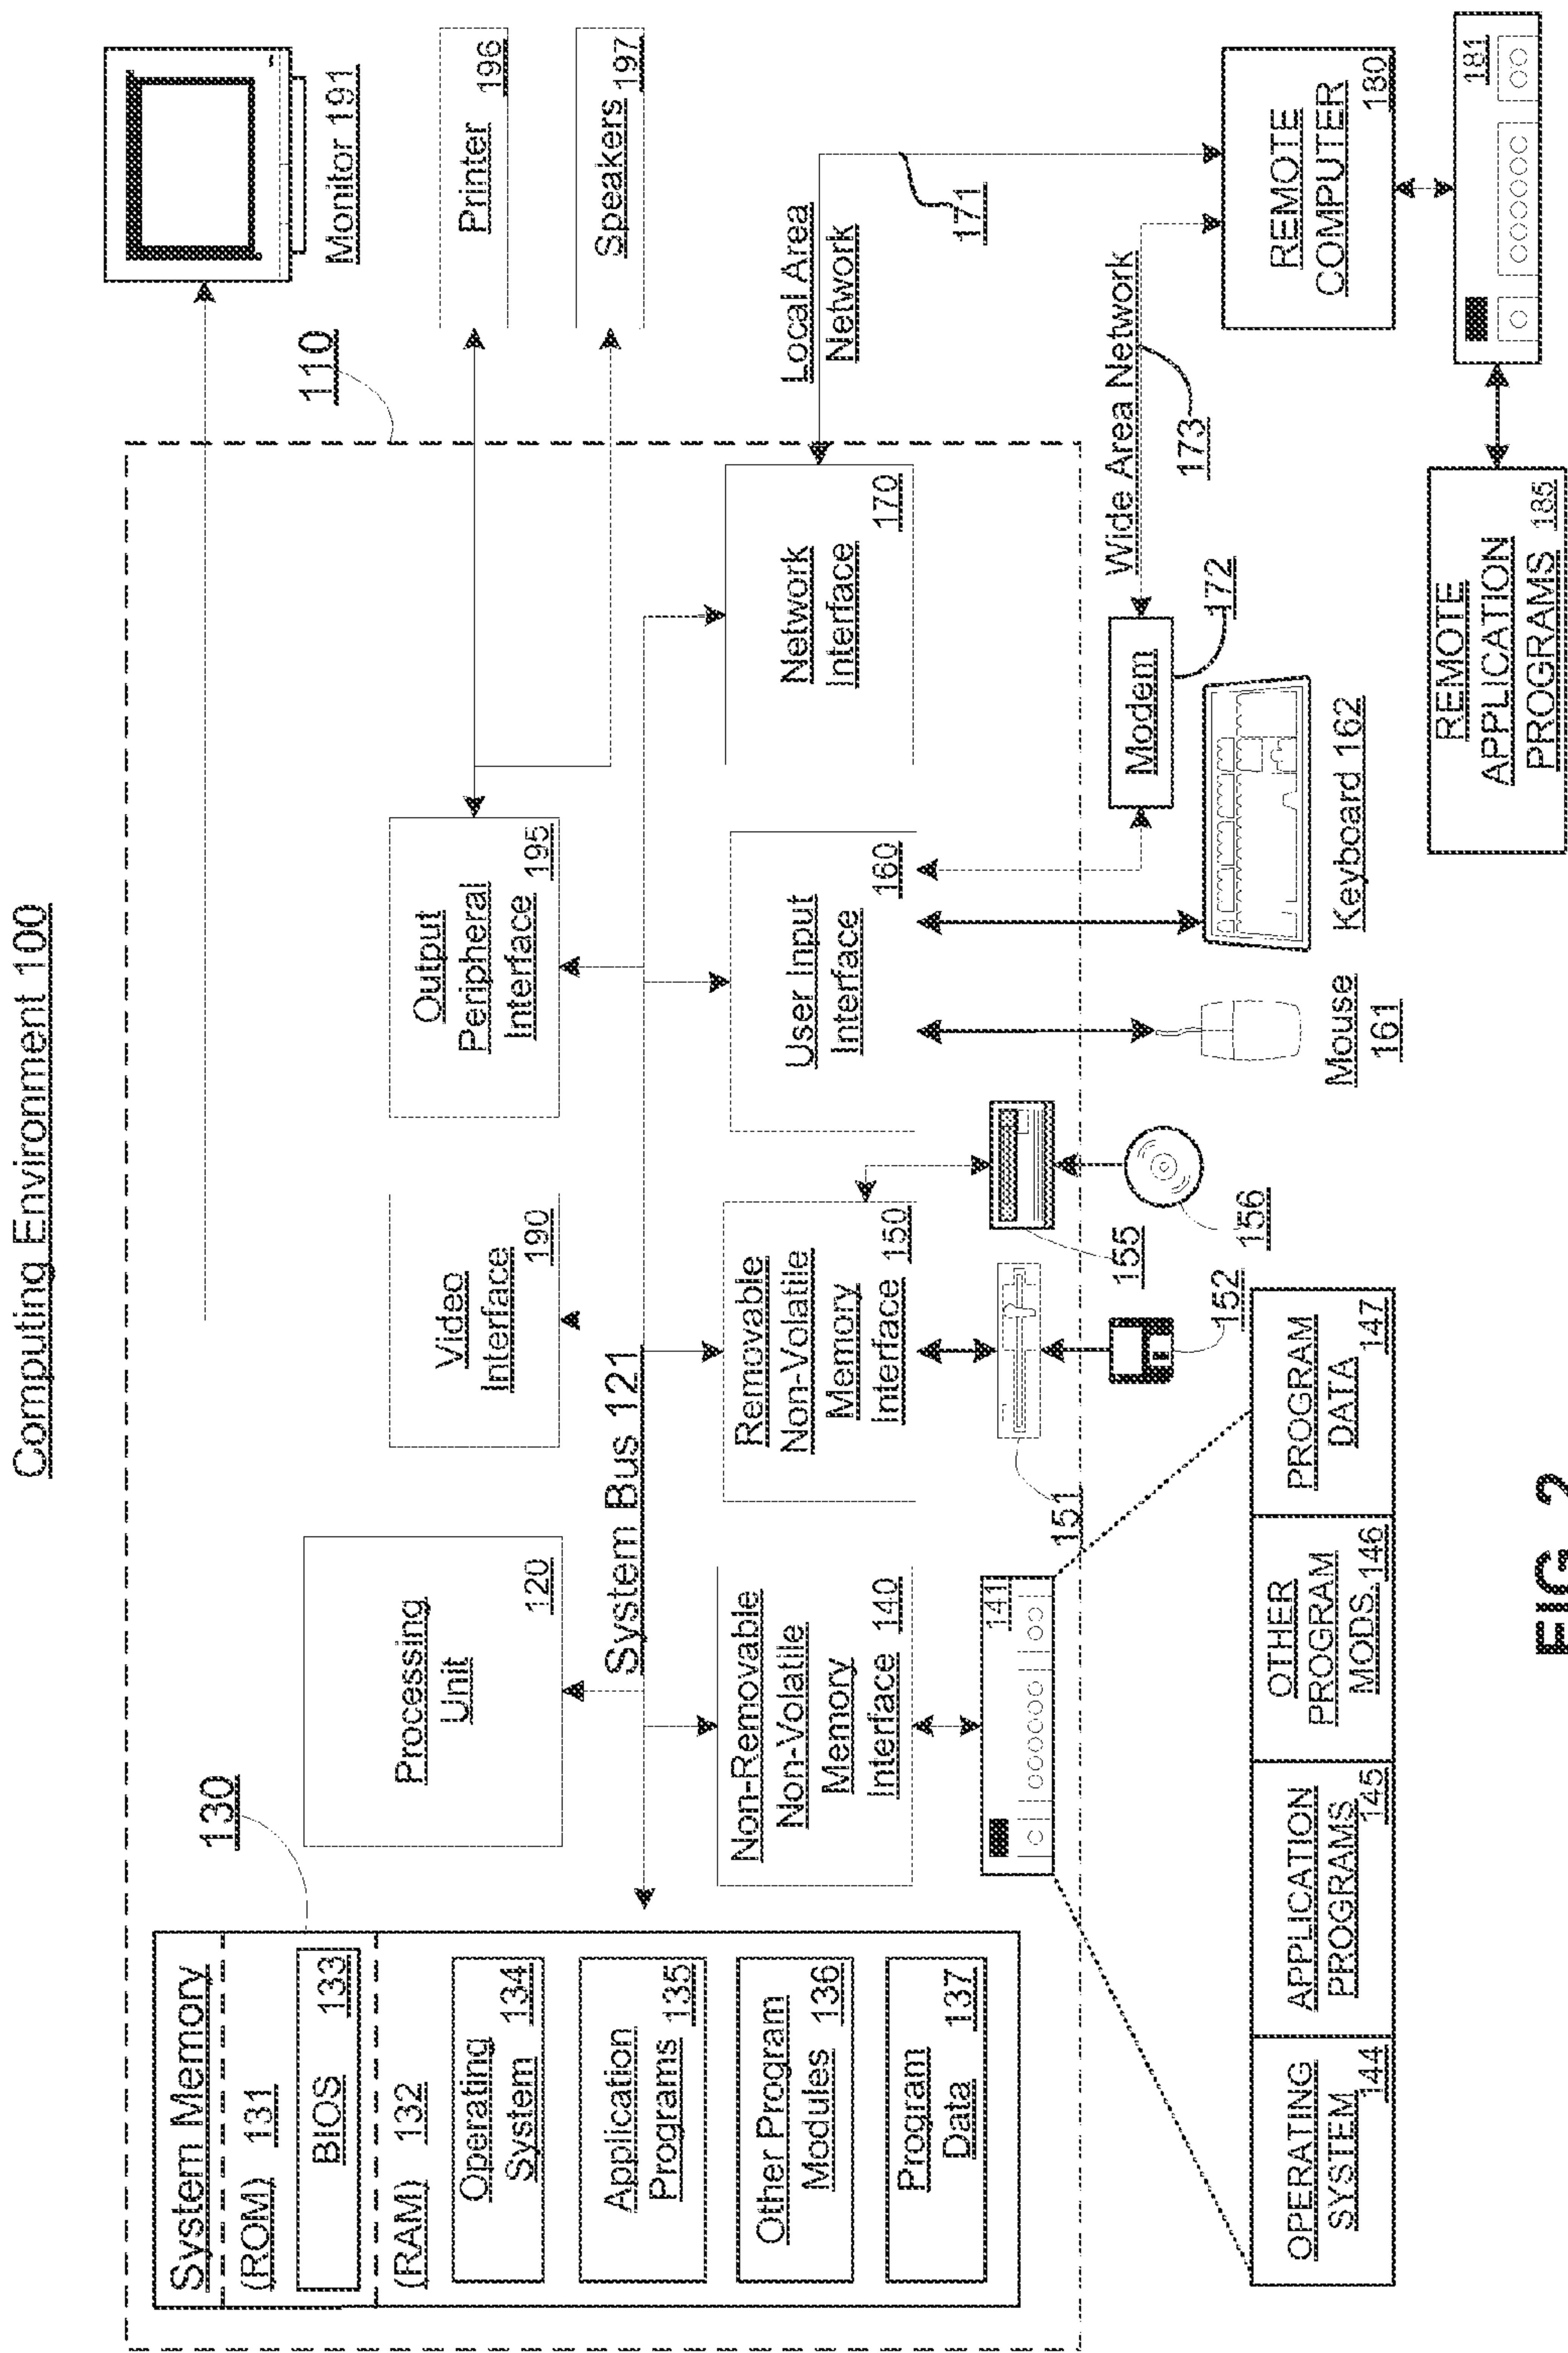 Computing Environment 100
Monitor 191
110
Printer 196
Speakers 197
130
System Memory
(ROM) 131
BIOS 133
(RAM) 132
Operating
System 134
Application
Programs 135
Other Program
Modules 136
Program
Data 137
Processing
Unit
120
Video
Interface
190
Output
Peripheral
Interface 195
System Bus 121
Non-Removable
Non-Volatile
Memory
Interface 140
Removable
Non-Volatile
Memory
Interface 150
User Input
Interface
160
Network
Interface
170
Local Area
Network
171
Wide Area Network
173
Modem
172
141
151
152
155
156
Mouse
161
Keyboard 162
REMOTE
COMPUTER
180
181
REMOTE
APPLICATION
PROGRAMS 185
OPERATING
SYSTEM 144
APPLICATION
PROGRAMS 145
OTHER
PROGRAM
MODS. 146
PROGRAM
DATA 147
FIG. 2